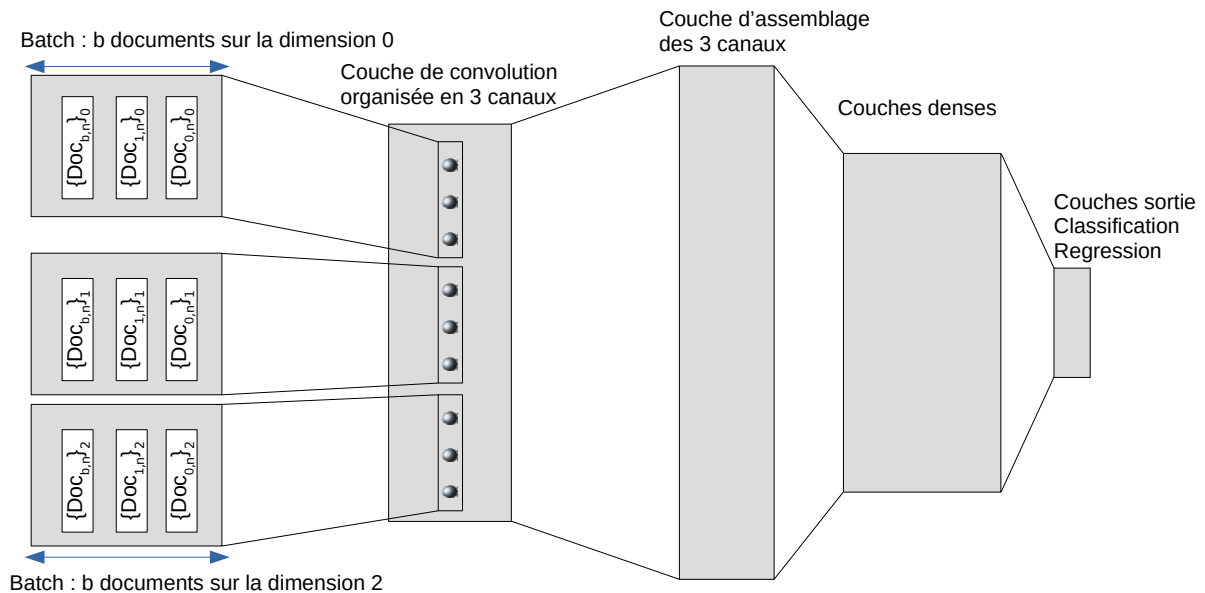 Batch : b documents sur la dimension 0
{Doc_b,n}_0
{Doc_1,n}_0
{Doc_0,n}_0
{Doc_b,n}_1
{Doc_1,n}_1
{Doc_0,n}_1
{Doc_b,n}_2
{Doc_1,n}_2
{Doc_0,n}_2
Batch : b documents sur la dimension 2
Couche de convolution
organisée en 3 canaux
Couche d’assemblage
des 3 canaux
Couches denses
Couches sortie
Classification
Regression